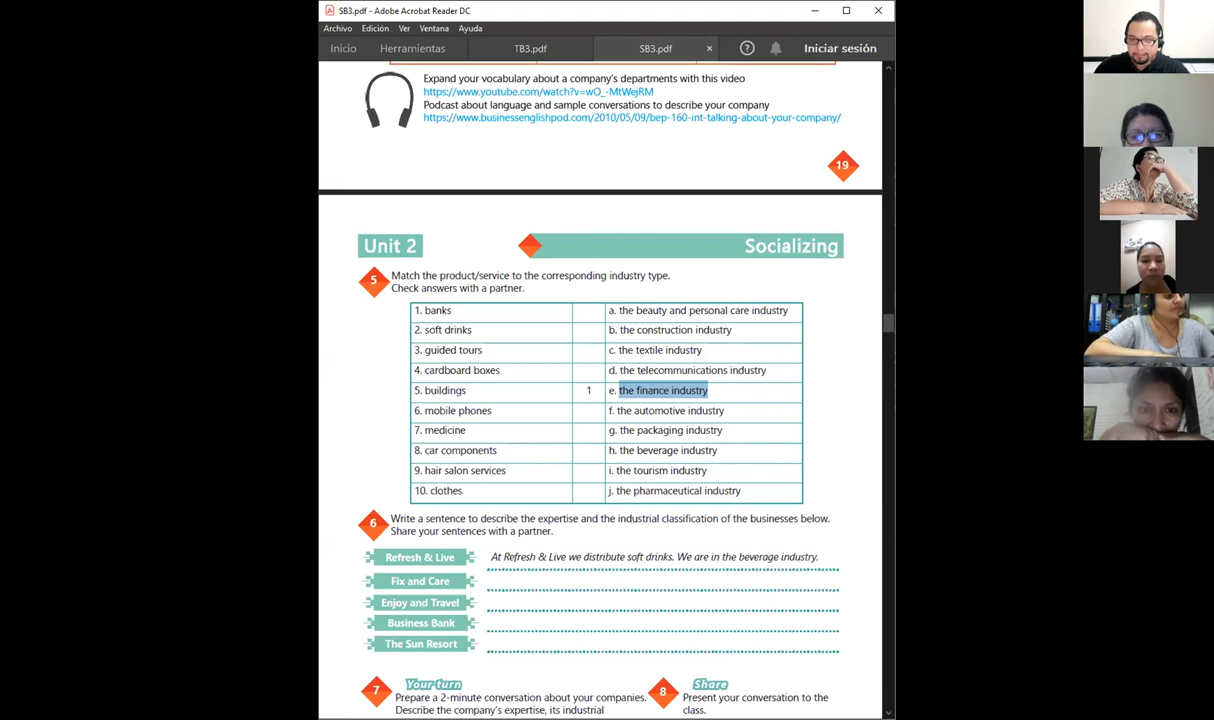 SB3.pdf - Adobe Acrobat Reader DC
Archivo Edición Ver Ventana Ayuda
Inicio Herramientas TB3.pdf SB3.pdf × ? Iniciar sesión
Expand your vocabulary about a company's departments with this video
https://www.youtube.com/watch?v=wO_-MtWejRM
Podcast about language and sample conversations to describe your company
https://www.businessenglishpod.com/2010/05/09/bep-160-int-talking-about-your-company/
19
Unit 2 Socializing
5 Match the product/service to the corresponding industry type.
Check answers with a partner.
1. banks a. the beauty and personal care industry
2. soft drinks b. the construction industry
3. guided tours c. the textile industry
4. cardboard boxes d. the telecommunications industry
5. buildings 1 e. the finance industry
6. mobile phones f. the automotive industry
7. medicine g. the packaging industry
8. car components h. the beverage industry
9. hair salon services i. the tourism industry
10. clothes j. the pharmaceutical industry
6 Write a sentence to describe the expertise and the industrial classification of the businesses below.
Share your sentences with a partner.
Refresh & Live At Refresh & Live we distribute soft drinks. We are in the beverage industry.
Fix and Care
Enjoy and Travel
Business Bank
The Sun Resort
7 Your turn
Prepare a 2-minute conversation about your companies.
Describe the company's expertise, its industrial
8 Share
Present your conversation to the
class.